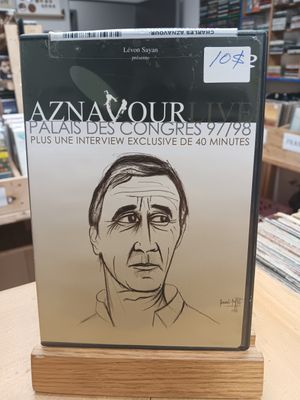 CHARLES AZNAVOUR
Lévon Sayan
présente
10$
AZNAVOUR LIVE
PALAIS DES CONGRÈS 97/98
PLUS UNE INTERVIEW EXCLUSIVE DE 40 MINUTES